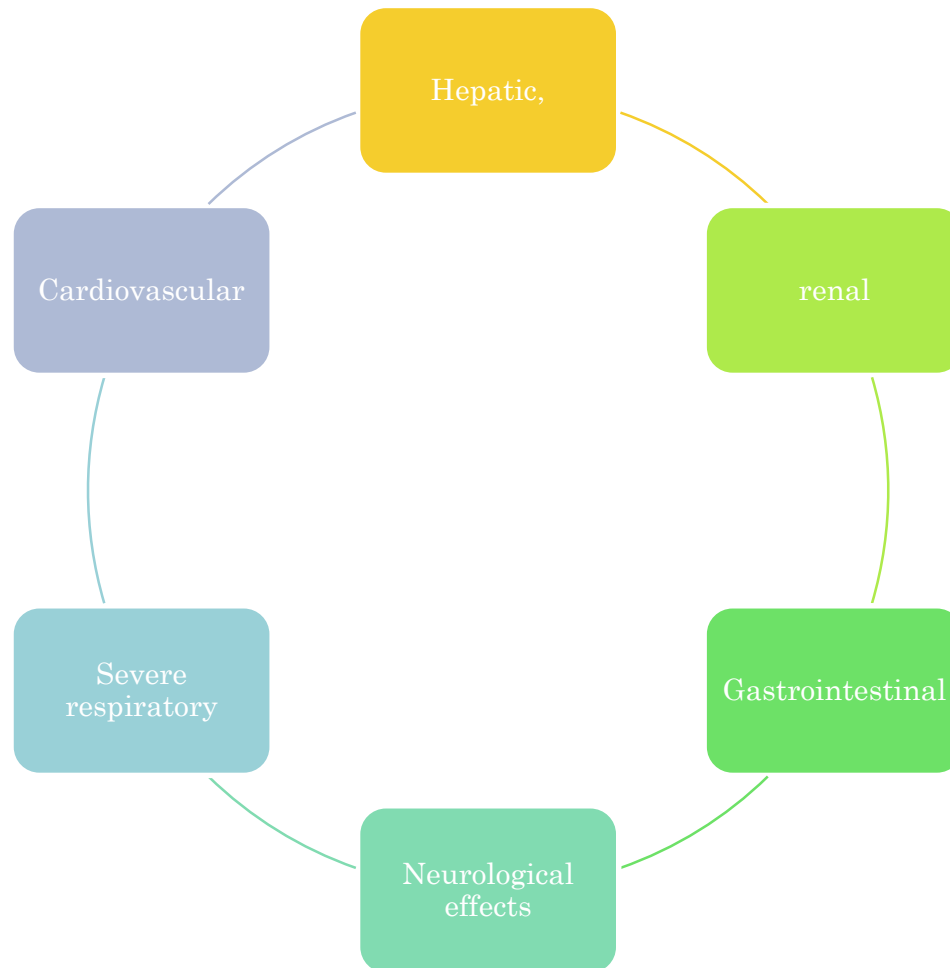 Hepatic,
renal
Gastrointestinal
Neurological
effects
Severe
respiratory
Cardiovascular